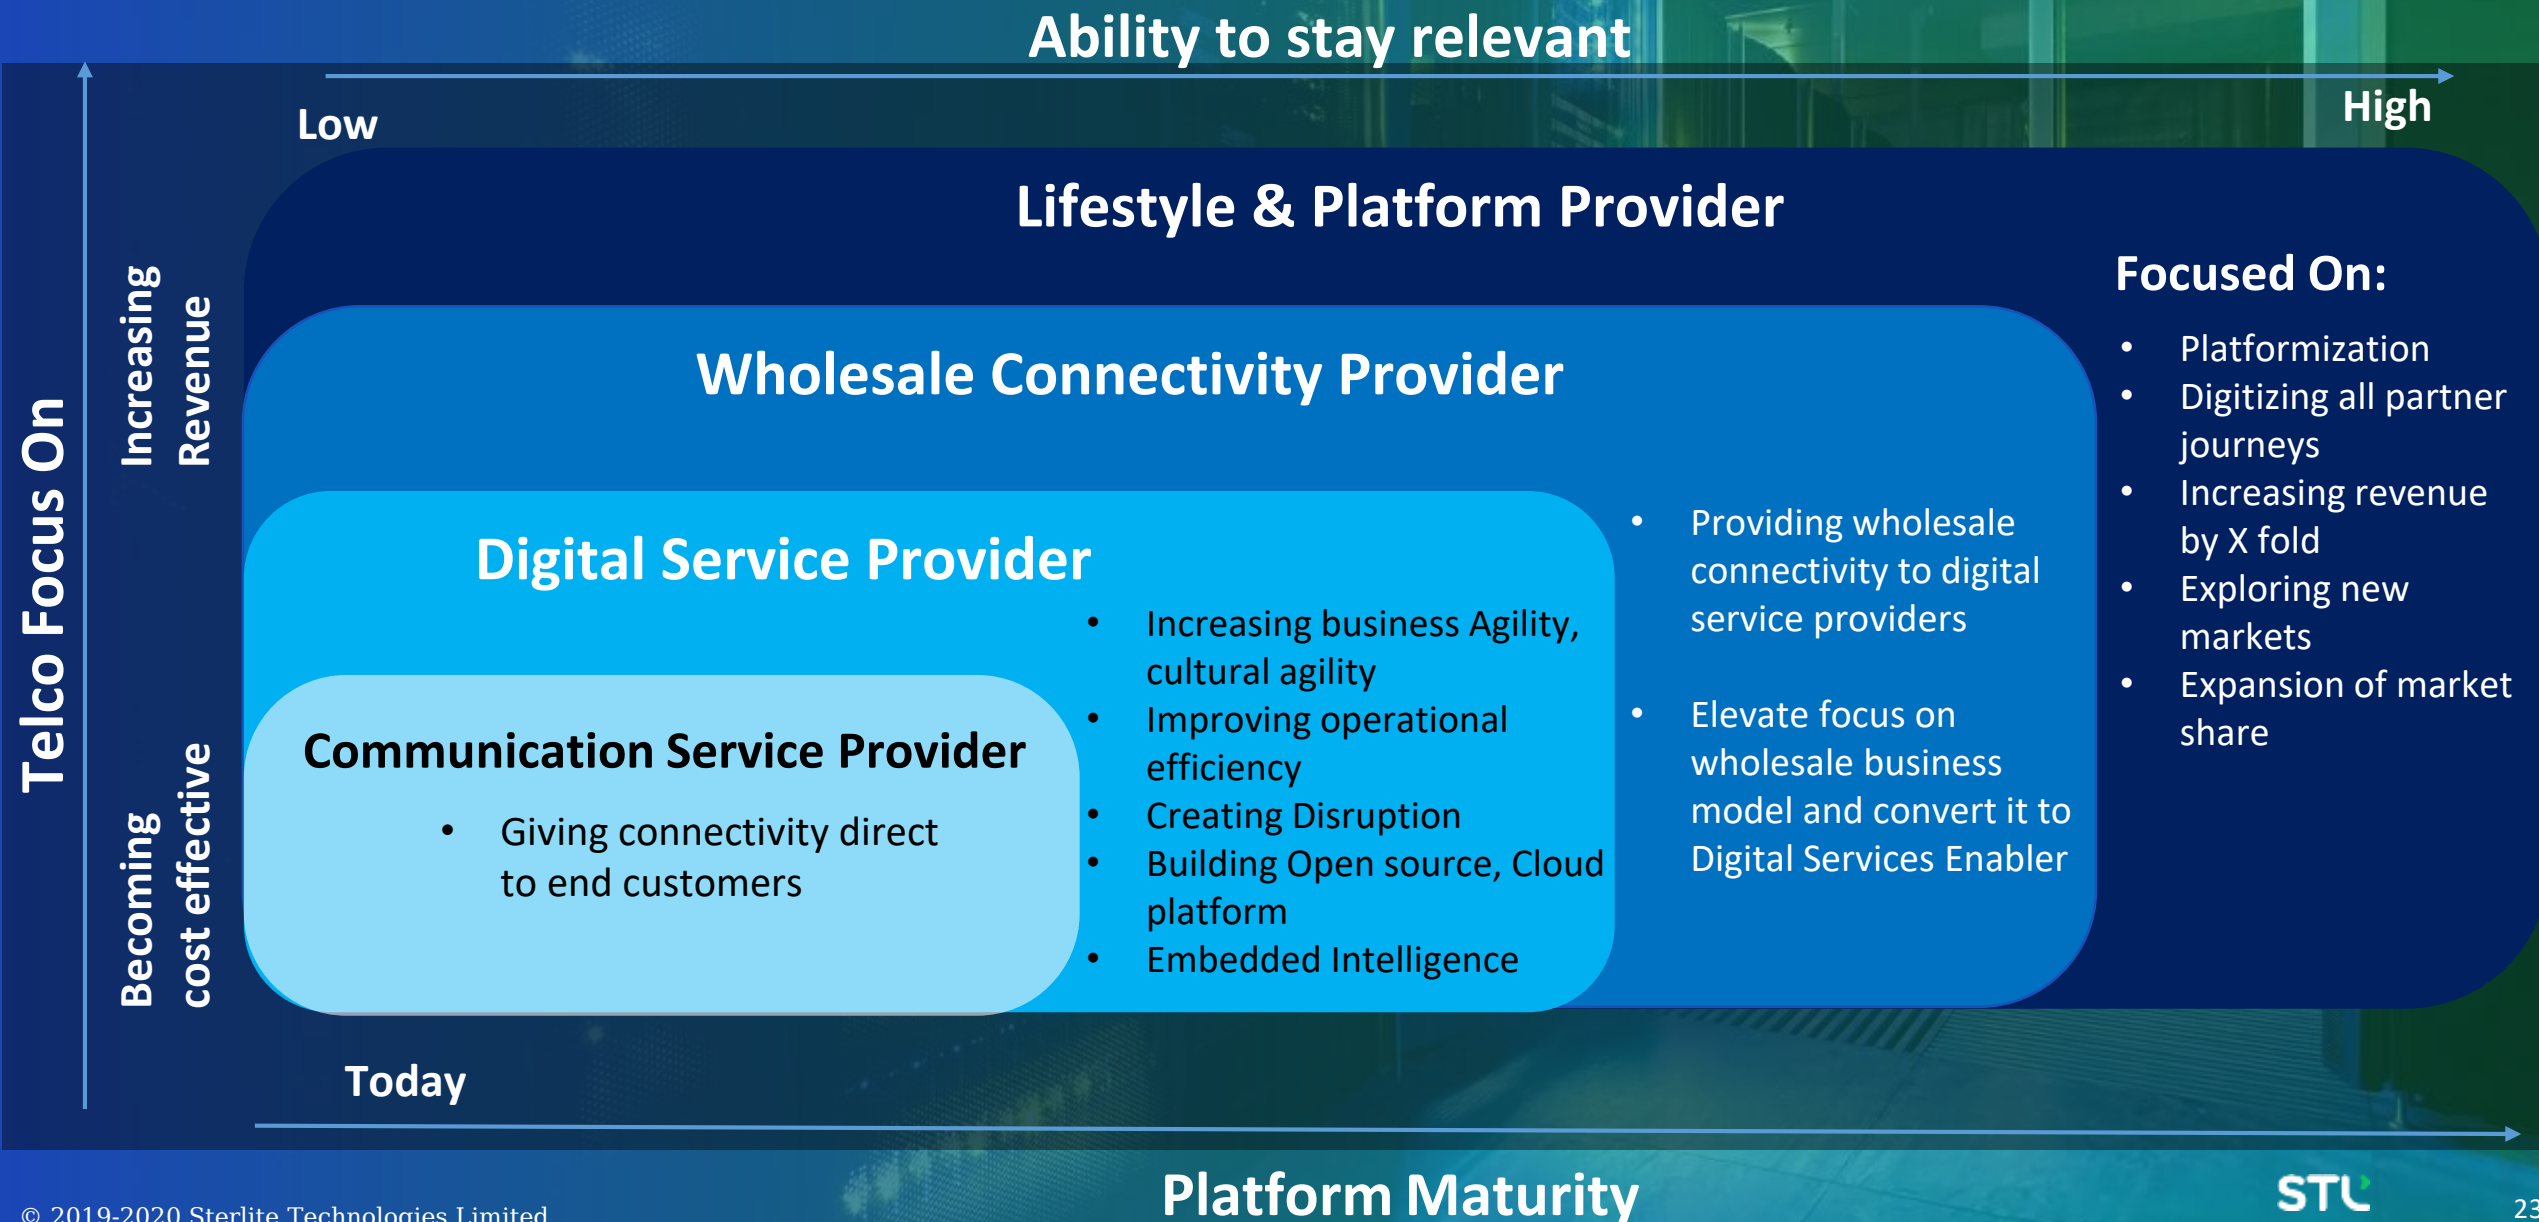 Ability to stay relevant
Low
High
Lifestyle & Platform Provider
Focused On:
• Platformization
• Digitizing all partner
journeys
• Increasing revenue
by X fold
• Exploring new
markets
• Expansion of market
share
Wholesale Connectivity Provider
• Providing wholesale
connectivity to digital
service providers
• Elevate focus on
wholesale business
model and convert it to
Digital Services Enabler
Digital Service Provider
• Increasing business Agility,
cultural agility
• Improving operational
efficiency
• Creating Disruption
• Building Open source, Cloud
platform
• Embedded Intelligence
Communication Service Provider
• Giving connectivity direct
to end customers
Telco Focus On
Increasing
Revenue
Becoming
cost effective
Today
Platform Maturity
© 2019-2020 Sterlite Technologies Limited
STL
23